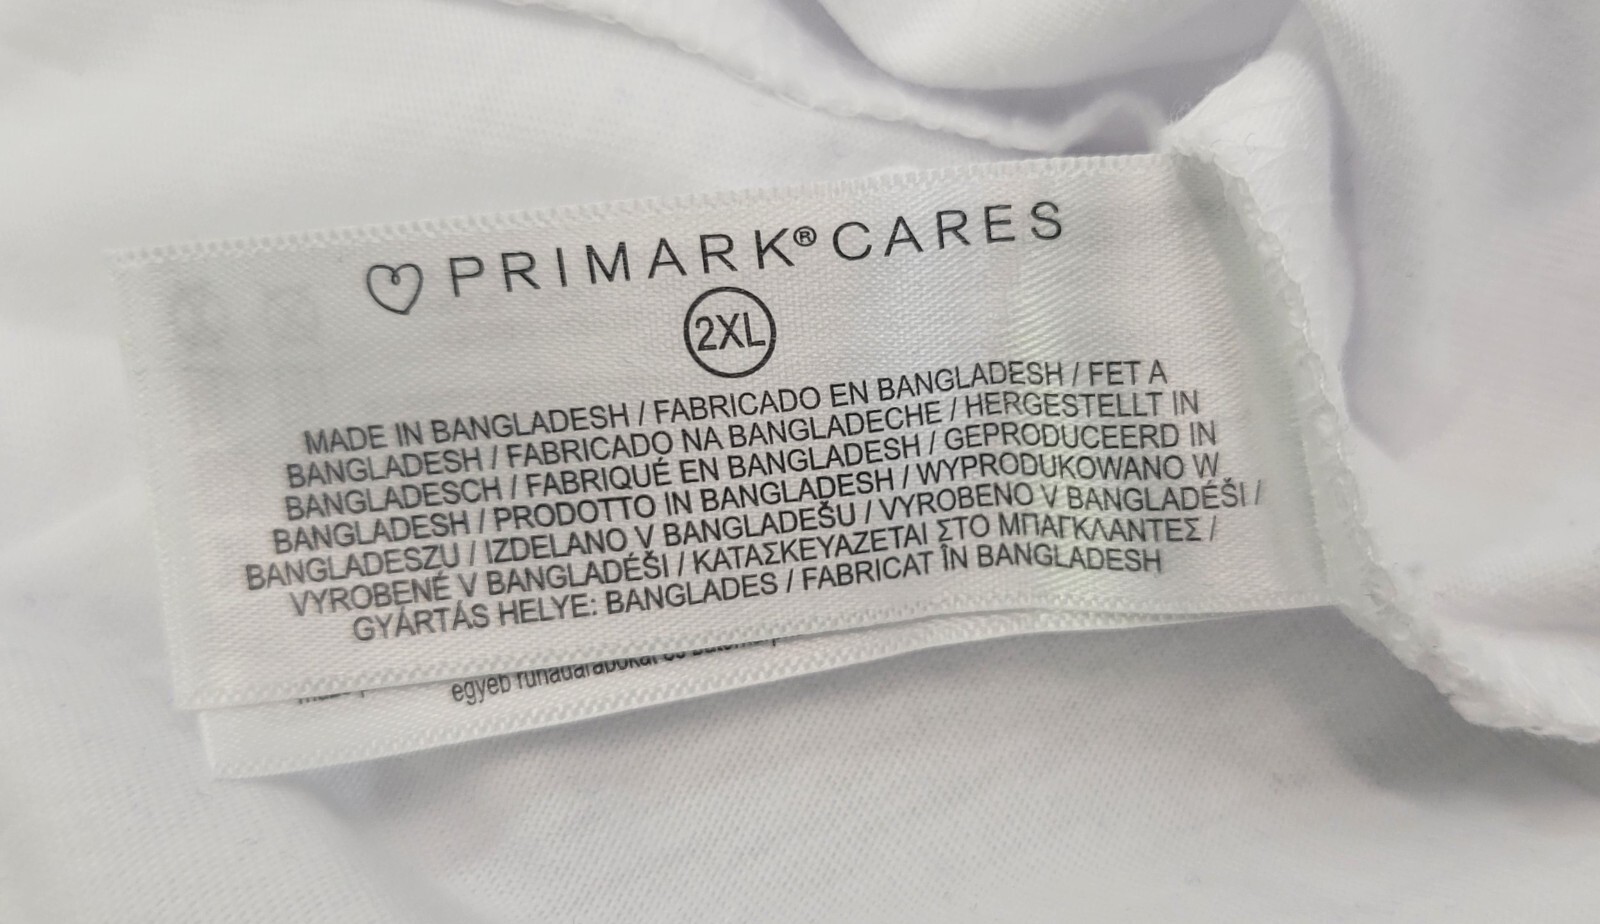 PRIMARK® CARES
2XL
MADE IN BANGLADESH / FABRICADO EN BANGLADESH / FET A
BANGLADESH / FABRICADO NA BANGLADECHE / HERGESTELLT IN
BANGLADESCH / FABRIQUÉ EN BANGLADESH / GEPRODUCEERD IN
BANGLADESH / PRODOTTO IN BANGLADESH / WYPRODUKOWANO W
BANGLADESZU / IZDELANO V BANGLADEŠU / VYROBENO V BANGLADÉŠI /
VYROBENÉ V BANGLADÉŠI / ΚΑΤΑΣΚΕΥΑΖΕΤΑΙ ΣΤΟ ΜΠΑΓΚΛΑΝΤΕΣ /
GYÁRTÁS HELYE: BANGLADES / FABRICAT ÎN BANGLADESH
egyéb